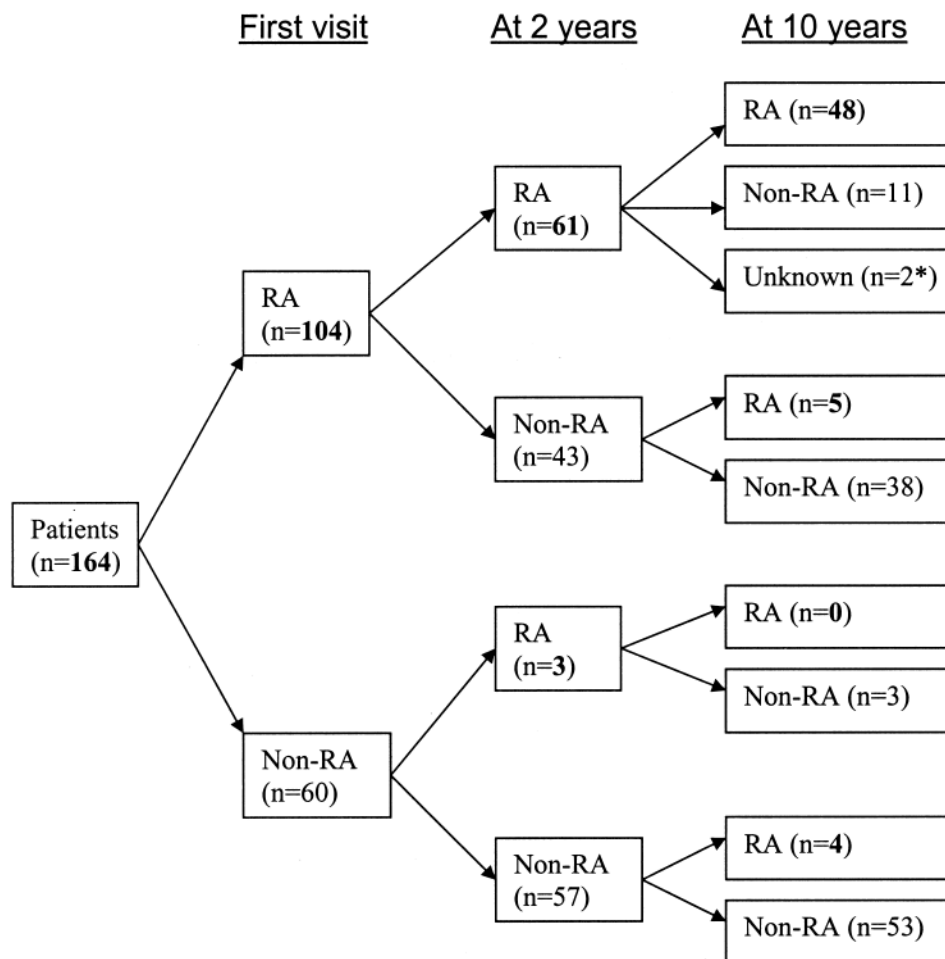 First visit
At 2 years
At 10 years
RA (n=48)
RA
(n=61)
Non-RA (n=11)
Unknown (n=2*)
RA
(n=104)
RA (n=5)
Non-RA
(n=43)
Non-RA (n=38)
Patients
(n=164)
RA (n=0)
RA
(n=3)
Non-RA (n=3)
Non-RA
(n=60)
RA (n=4)
Non-RA
(n=57)
Non-RA (n=53)